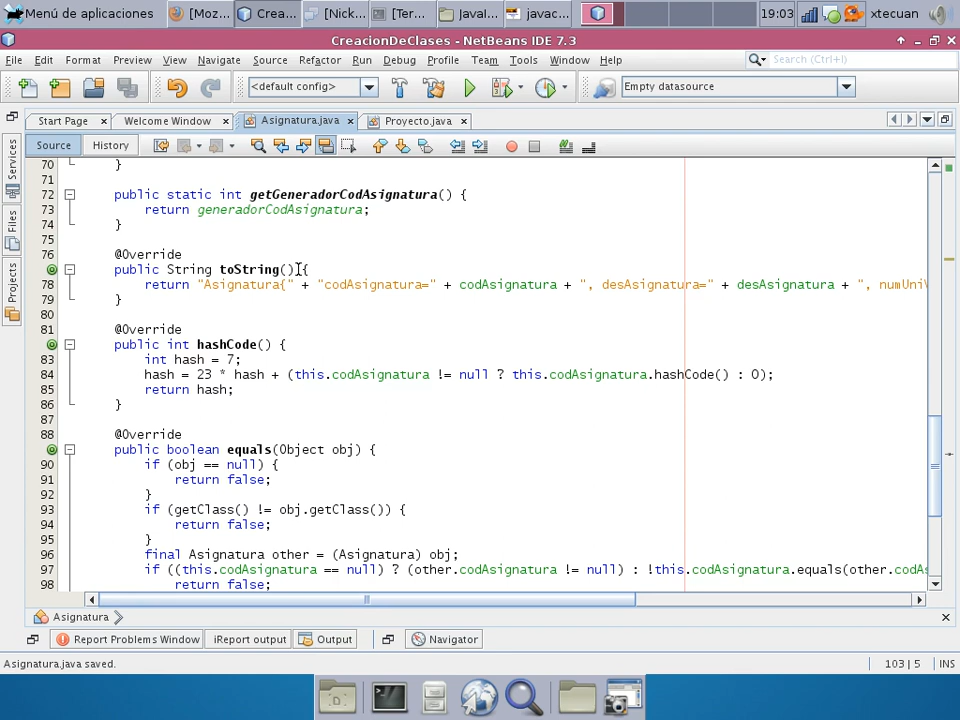 Menú de aplicaciones [Moz... Crea... [Nick... [Ter... JavaI... javac... 19:03 xtecuan
CreacionDeClases - NetBeans IDE 7.3
File Edit Format Preview View Navigate Source Refactor Run Debug Profile Team Tools Window Help Search (Ctrl+I)
<default config> Empty datasource
Start Page Welcome Window Asignatura.java Proyecto.java
Source History
Services
Files
Projects
70 }
71
72 public static int getGeneradorCodAsignatura() {
73 return generadorCodAsignatura;
74 }
75
76 @Override
public String toString() {
78 return "Asignatura{" + "codAsignatura=" + codAsignatura + ", desAsignatura=" + desAsignatura + ", numUni
79 }
80
81 @Override
public int hashCode() {
83 int hash = 7;
84 hash = 23 * hash + (this.codAsignatura != null ? this.codAsignatura.hashCode() : 0);
85 return hash;
86 }
87
88 @Override
public boolean equals(Object obj) {
90 if (obj == null) {
91 return false;
92 }
93 if (getClass() != obj.getClass()) {
94 return false;
95 }
96 final Asignatura other = (Asignatura) obj;
97 if ((this.codAsignatura == null) ? (other.codAsignatura != null) : !this.codAsignatura.equals(other.codA
98 return false;
Asignatura
Report Problems Window iReport output Output Navigator
Asignatura.java saved. 103 | 5 INS